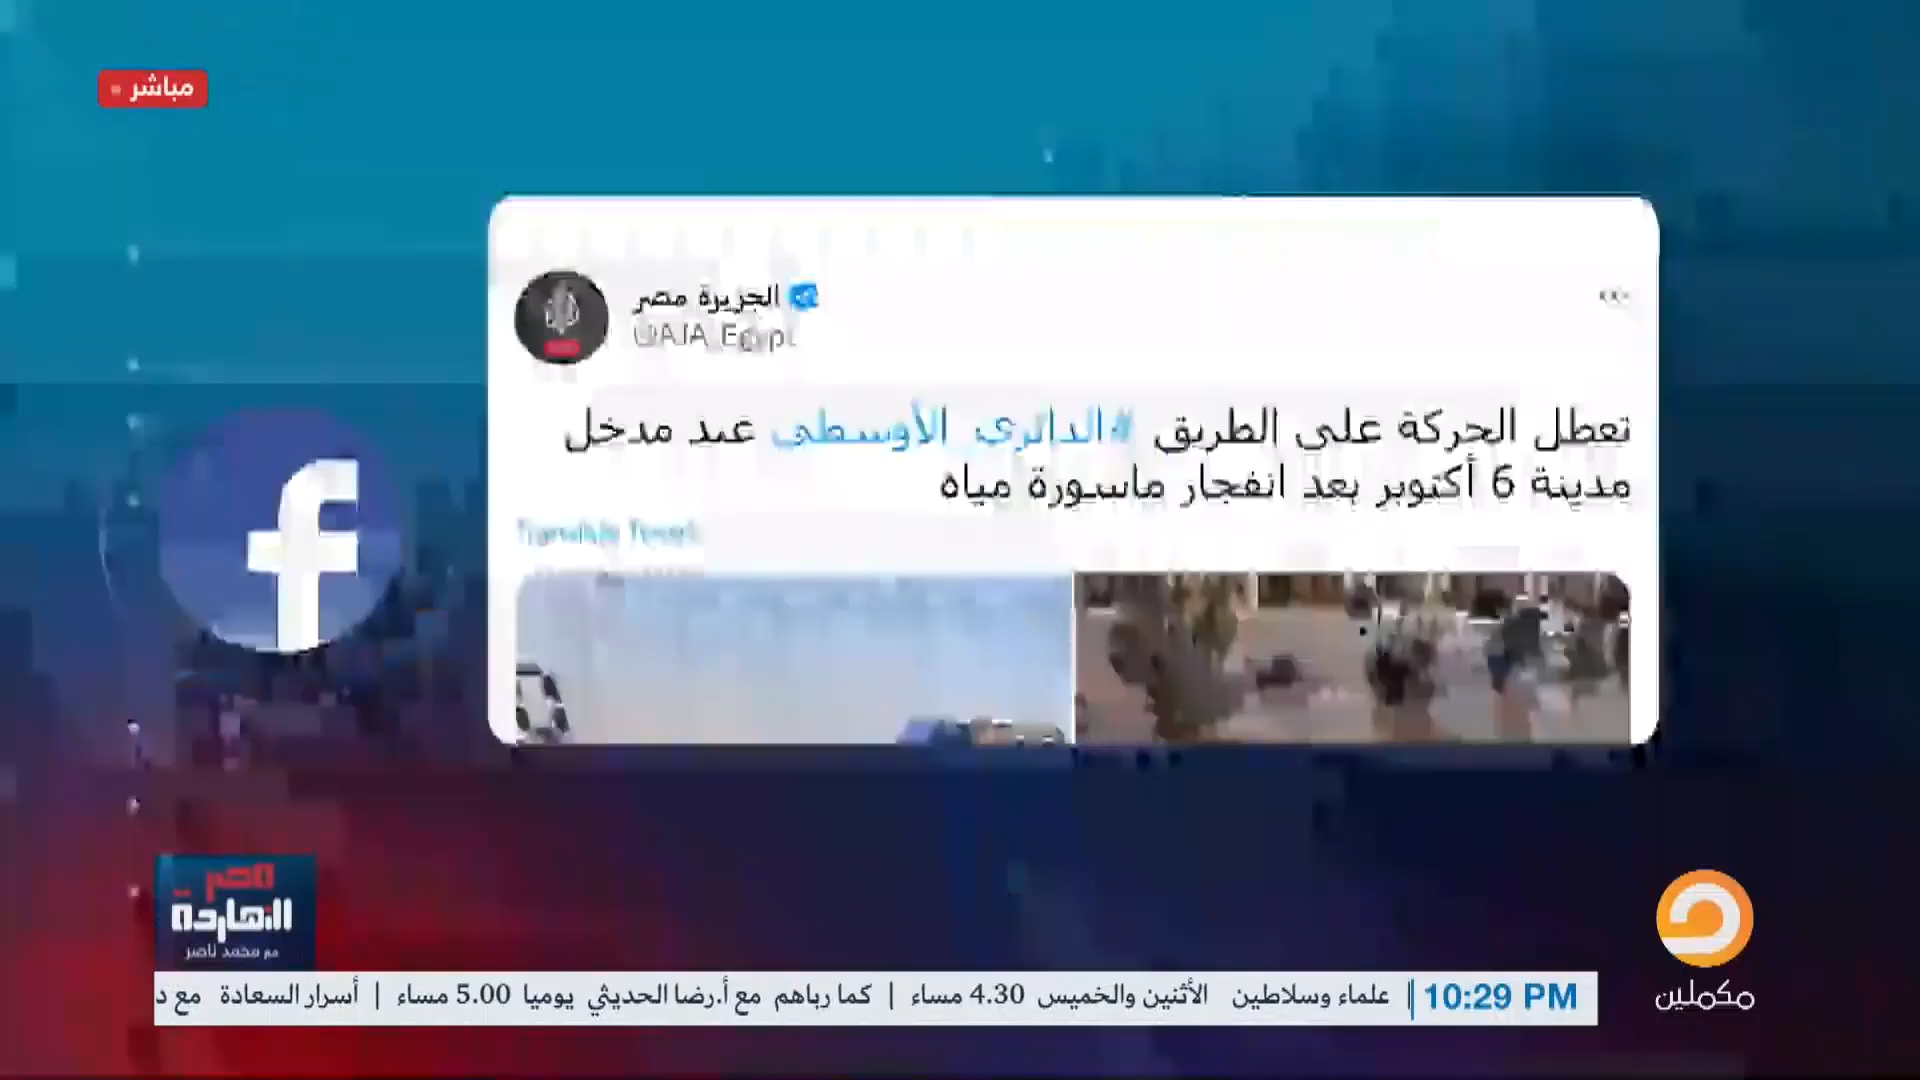 مباشر
الجزيرة مصر
@AJA_Egypt
تعطل الحركة على الطريق #الدائري_الأوسطي عند مدخل
مدينة 6 أكتوبر بعد انفجار ماسورة مياه
Translate Tweet
مصر
النهاردة
مع محمد ناصر
10:29 PM | علماء وسلاطين الأثنين والخميس 4.30 مساء | كما رباهم مع أ.رضا الحديثي يوميا 5.00 مساء | أسرار السعادة مع د
مكملين